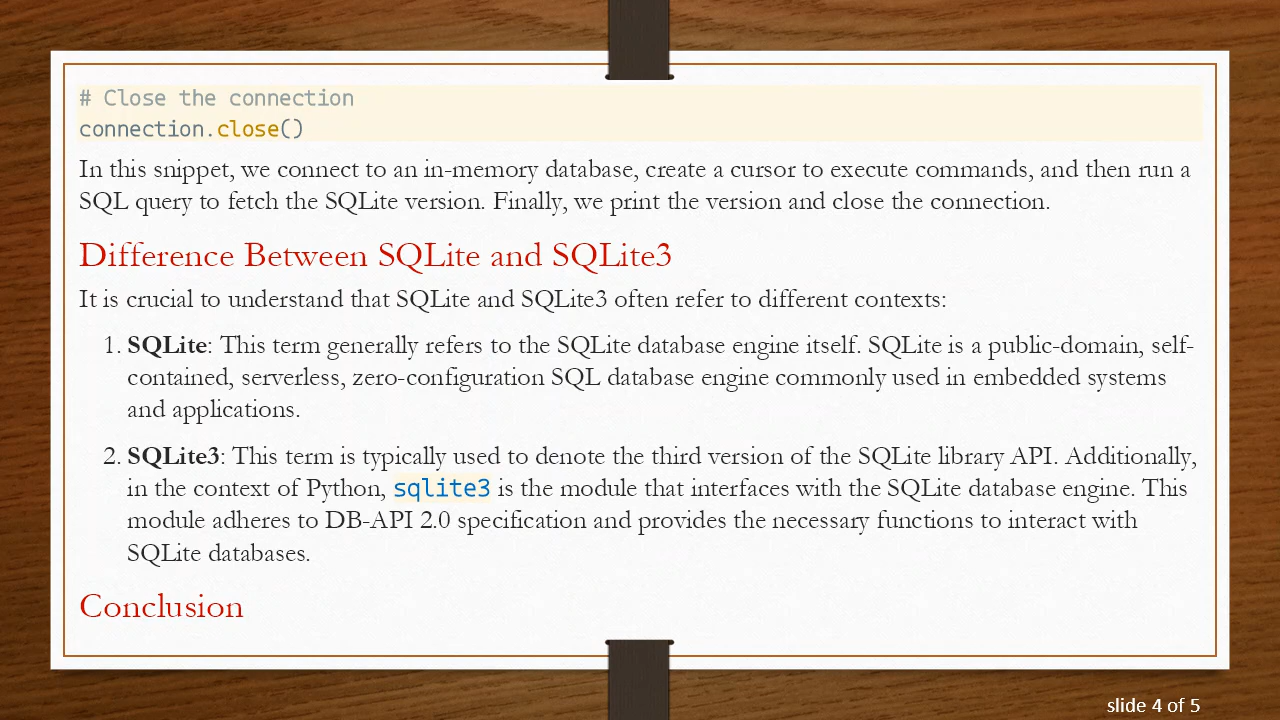 # Close the connection
connection.close()
In this snippet, we connect to an in-memory database, create a cursor to execute commands, and then run a
SQL query to fetch the SQLite version. Finally, we print the version and close the connection.
Difference Between SQLite and SQLite3
It is crucial to understand that SQLite and SQLite3 often refer to different contexts:
1. SQLite: This term generally refers to the SQLite database engine itself. SQLite is a public-domain, self-
contained, serverless, zero-configuration SQL database engine commonly used in embedded systems
and applications.
2. SQLite3: This term is typically used to denote the third version of the SQLite library API. Additionally,
in the context of Python, sqlite3 is the module that interfaces with the SQLite database engine. This
module adheres to DB-API 2.0 specification and provides the necessary functions to interact with
SQLite databases.
Conclusion
slide 4 of 5